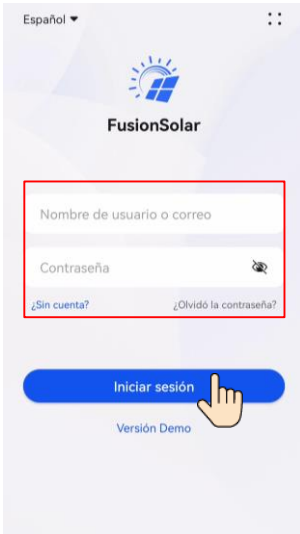 Español
FusionSolar
Nombre de usuario o correo
Contraseña
¿Sin cuenta? ¿Olvidó la contraseña?
Iniciar sesión
Versión Demo